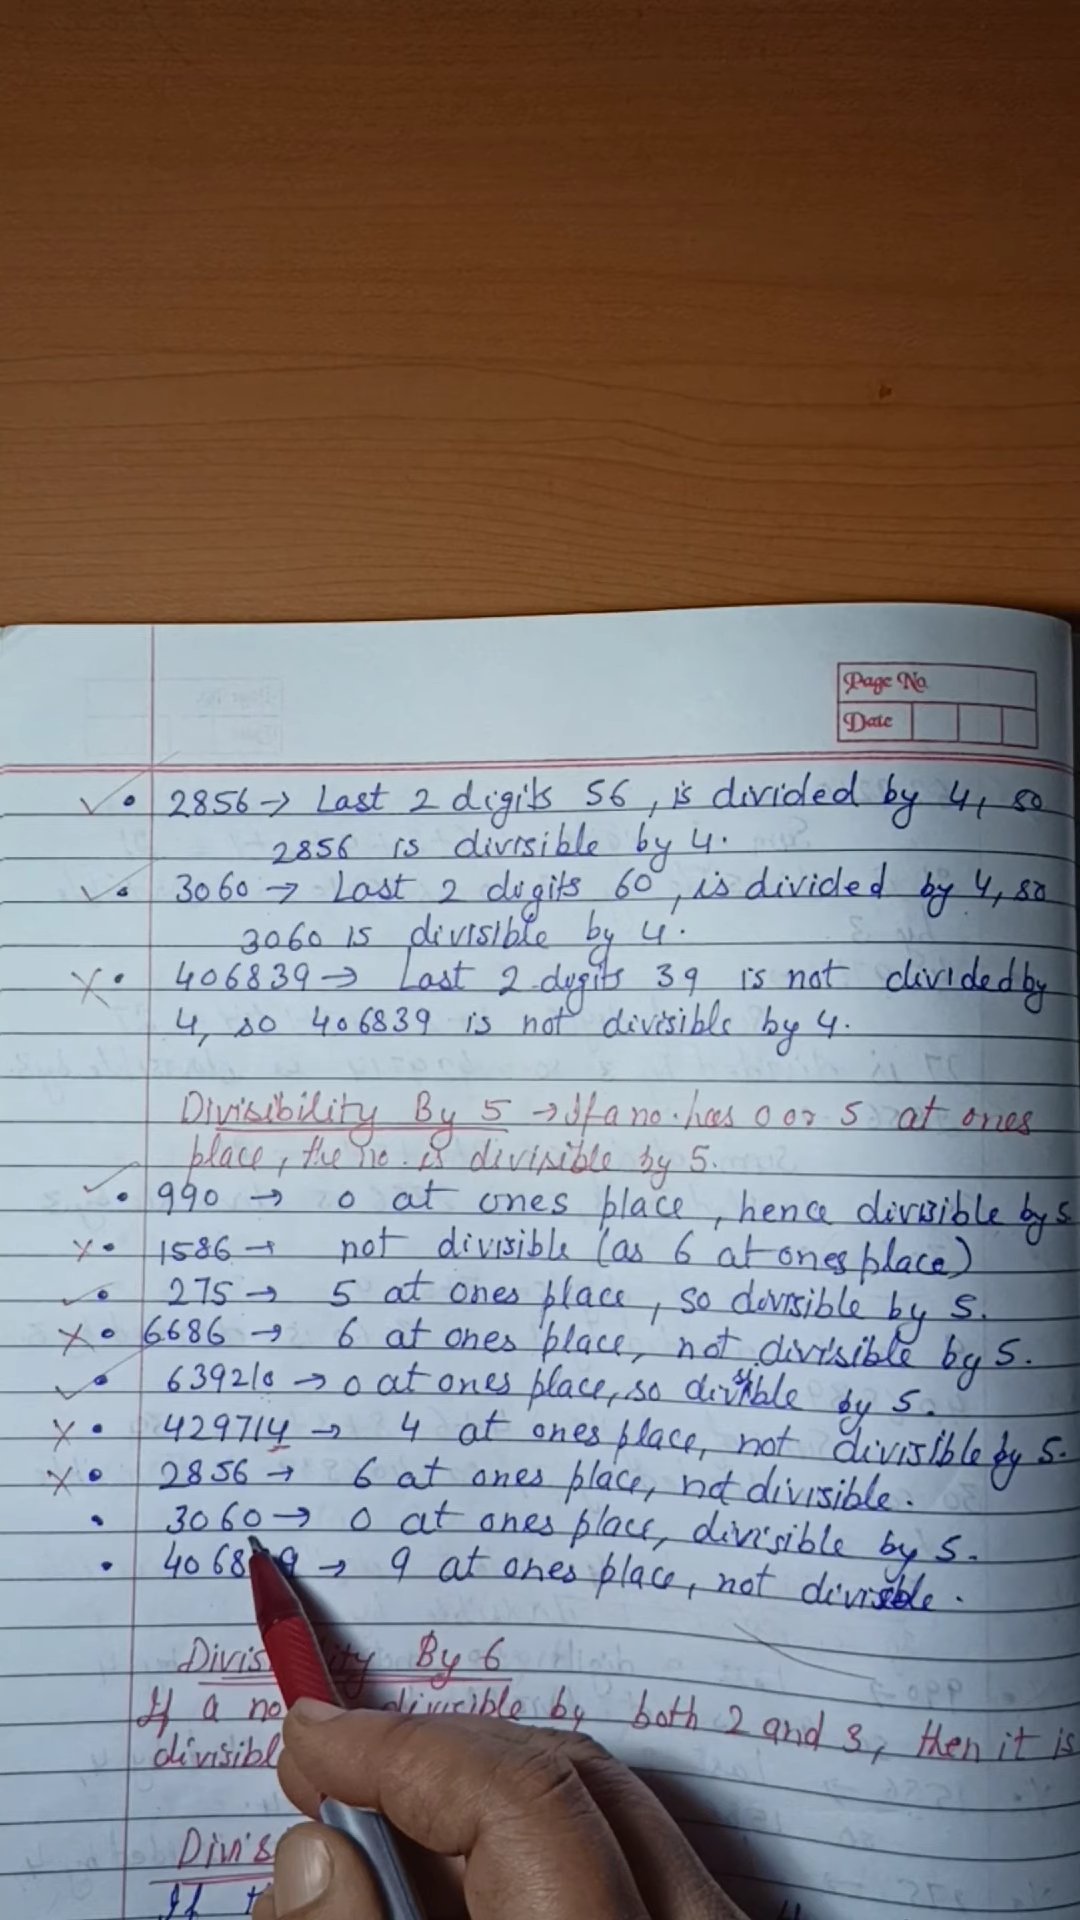 Page No.
Date
• 2856 → Last 2 digits 56, is divided by 4, so
2856 is divisible by 4.
• 3060 → Last 2 digits 60, is divided by 4, so
3060 is divisible by 4.
• 406839 → Last 2 digits 39 is not divided by
4, so 406839 is not divisible by 4.
Divisibility By 5 → If a no. has 0 or 5 at ones
place, the no. is divisible by 5.
• 990 → 0 at ones place, hence divisible by 5
• 1586 → not divisible (as 6 at ones place)
• 275 → 5 at ones place, so divisible by 5.
• 6686 → 6 at ones place, not divisible by 5.
• 639210 → 0 at ones place, so divisible by 5.
• 429714 → 4 at ones place, not divisible by 5.
• 2856 → 6 at ones place, not divisible.
• 3060 → 0 at ones place, divisible by 5.
• 4068 9 → 9 at ones place, not divisible.
By 6
If a no divisible by both 2 and 3, then it is
If